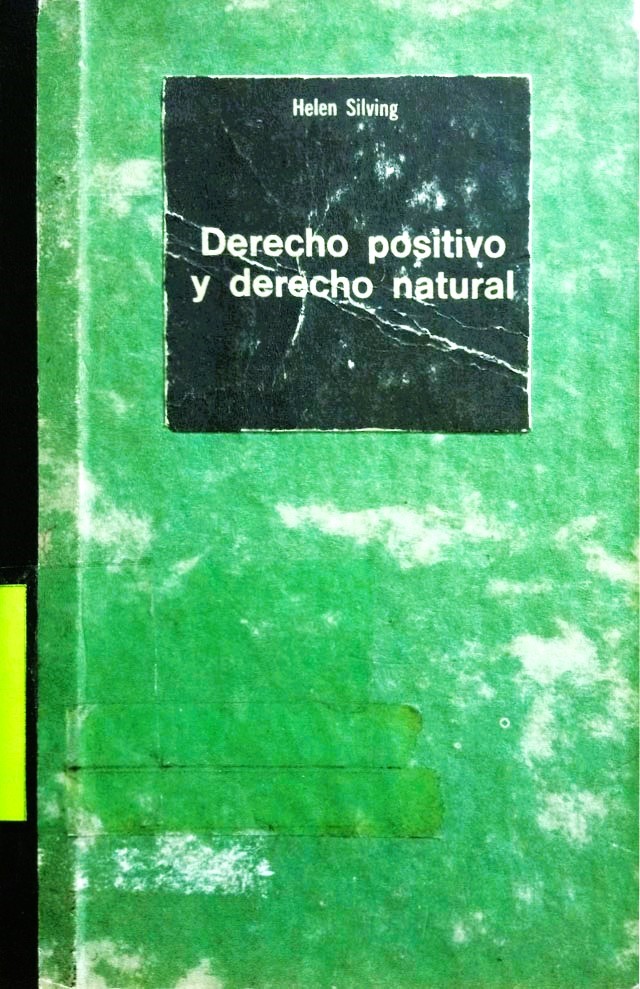 Helen Silving
Derecho positivo
y derecho natural